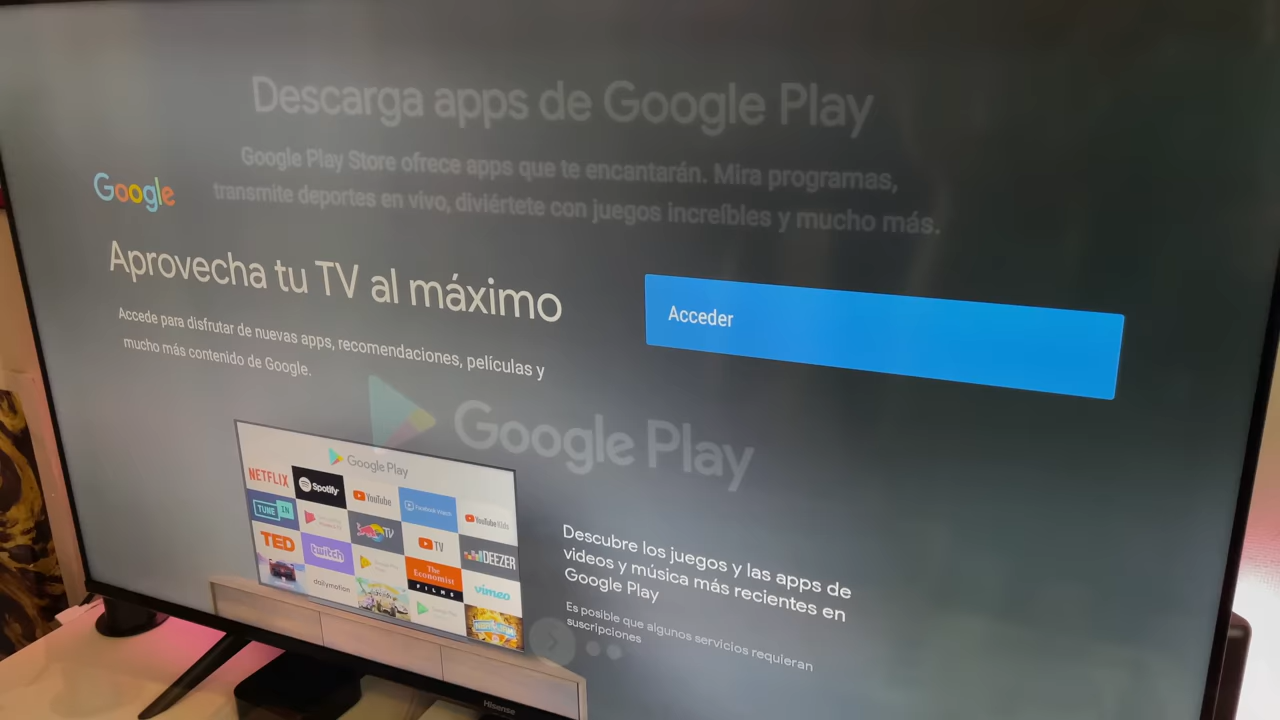 Descarga apps de Google Play
Google Play Store ofrece apps que te encantarán. Mira programas,
transmite deportes en vivo, diviértete con juegos increíbles y mucho más.
Google
Aprovecha tu TV al máximo
Accede para disfrutar de nuevas apps, recomendaciones, películas y
mucho más contenido de Google.
Acceder
Google Play
Google Play
NETFLIX
Spotify
YouTube
Facebook Watch
YouTube Kids
TUNE IN
TV
TV
DEEZER
TED
twitch
The
Economist
FILMS
dailymotion
vimeo
Descubre los juegos y las apps de
videos y música más recientes en
Google Play
Es posible que algunos servicios requieran
suscripciones
Hisense